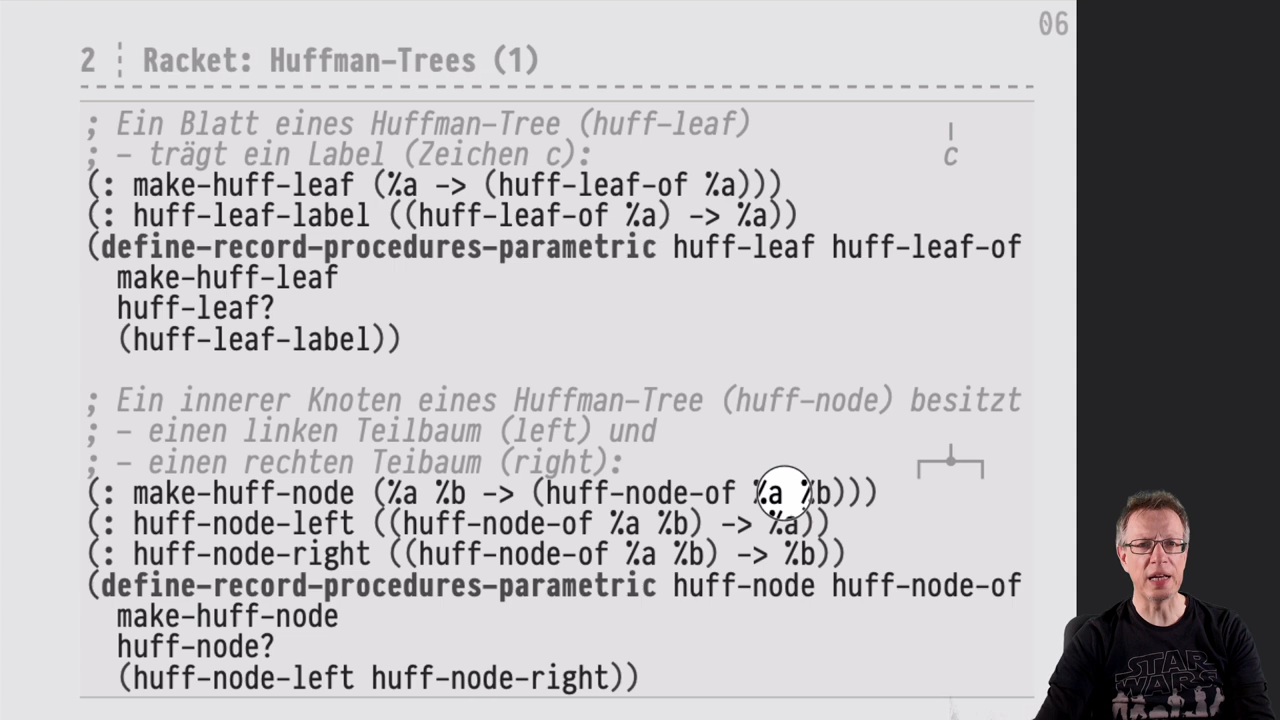 06
2 ┊ Racket: Huffman-Trees (1)
; Ein Blatt eines Huffman-Tree (huff-leaf)
; - trägt ein Label (Zeichen c):
c
(: make-huff-leaf (%a -> (huff-leaf-of %a)))
(: huff-leaf-label ((huff-leaf-of %a) -> %a))
(define-record-procedures-parametric huff-leaf huff-leaf-of
  make-huff-leaf
  huff-leaf?
  (huff-leaf-label))
; Ein innerer Knoten eines Huffman-Tree (huff-node) besitzt
; - einen linken Teilbaum (left) und
; - einen rechten Teibaum (right):
(: make-huff-node (%a %b -> (huff-node-of %a %b)))
(: huff-node-left ((huff-node-of %a %b) -> %a))
(: huff-node-right ((huff-node-of %a %b) -> %b))
(define-record-procedures-parametric huff-node huff-node-of
  make-huff-node
  huff-node?
  (huff-node-left huff-node-right))
STAR
WARS